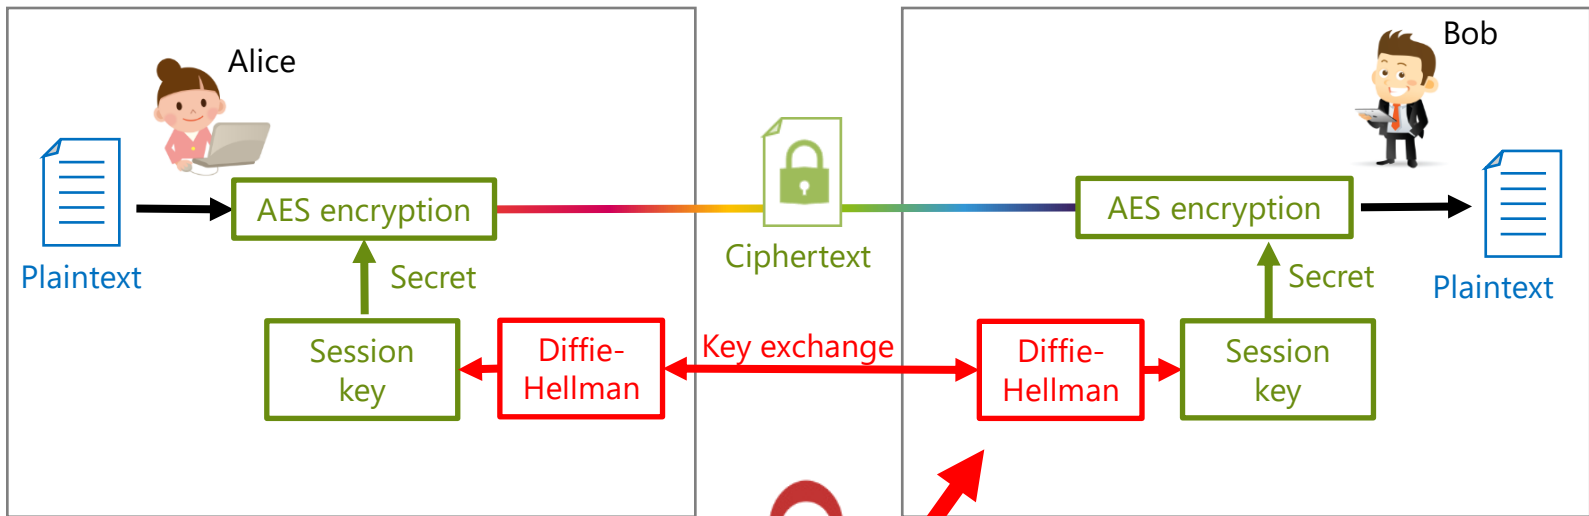 Alice
Bob
AES encryption
AES encryption
Plaintext
Secret
Ciphertext
Secret
Plaintext
Session
key
Diffie-
Hellman
Key exchange
Diffie-
Hellman
Session
key